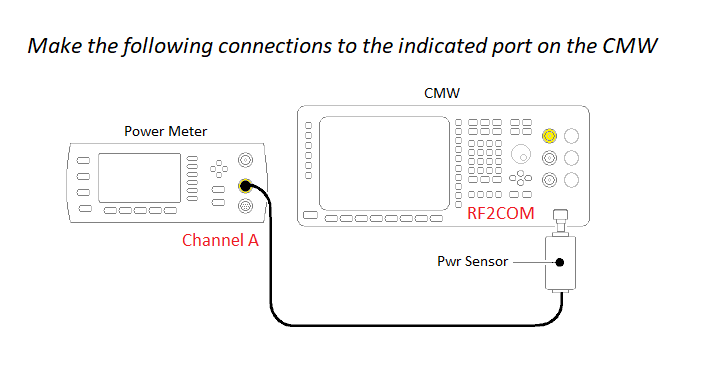 Make the following connections to the indicated port on the CMW
CMW
Power Meter
RF2COM
Channel A
Pwr Sensor